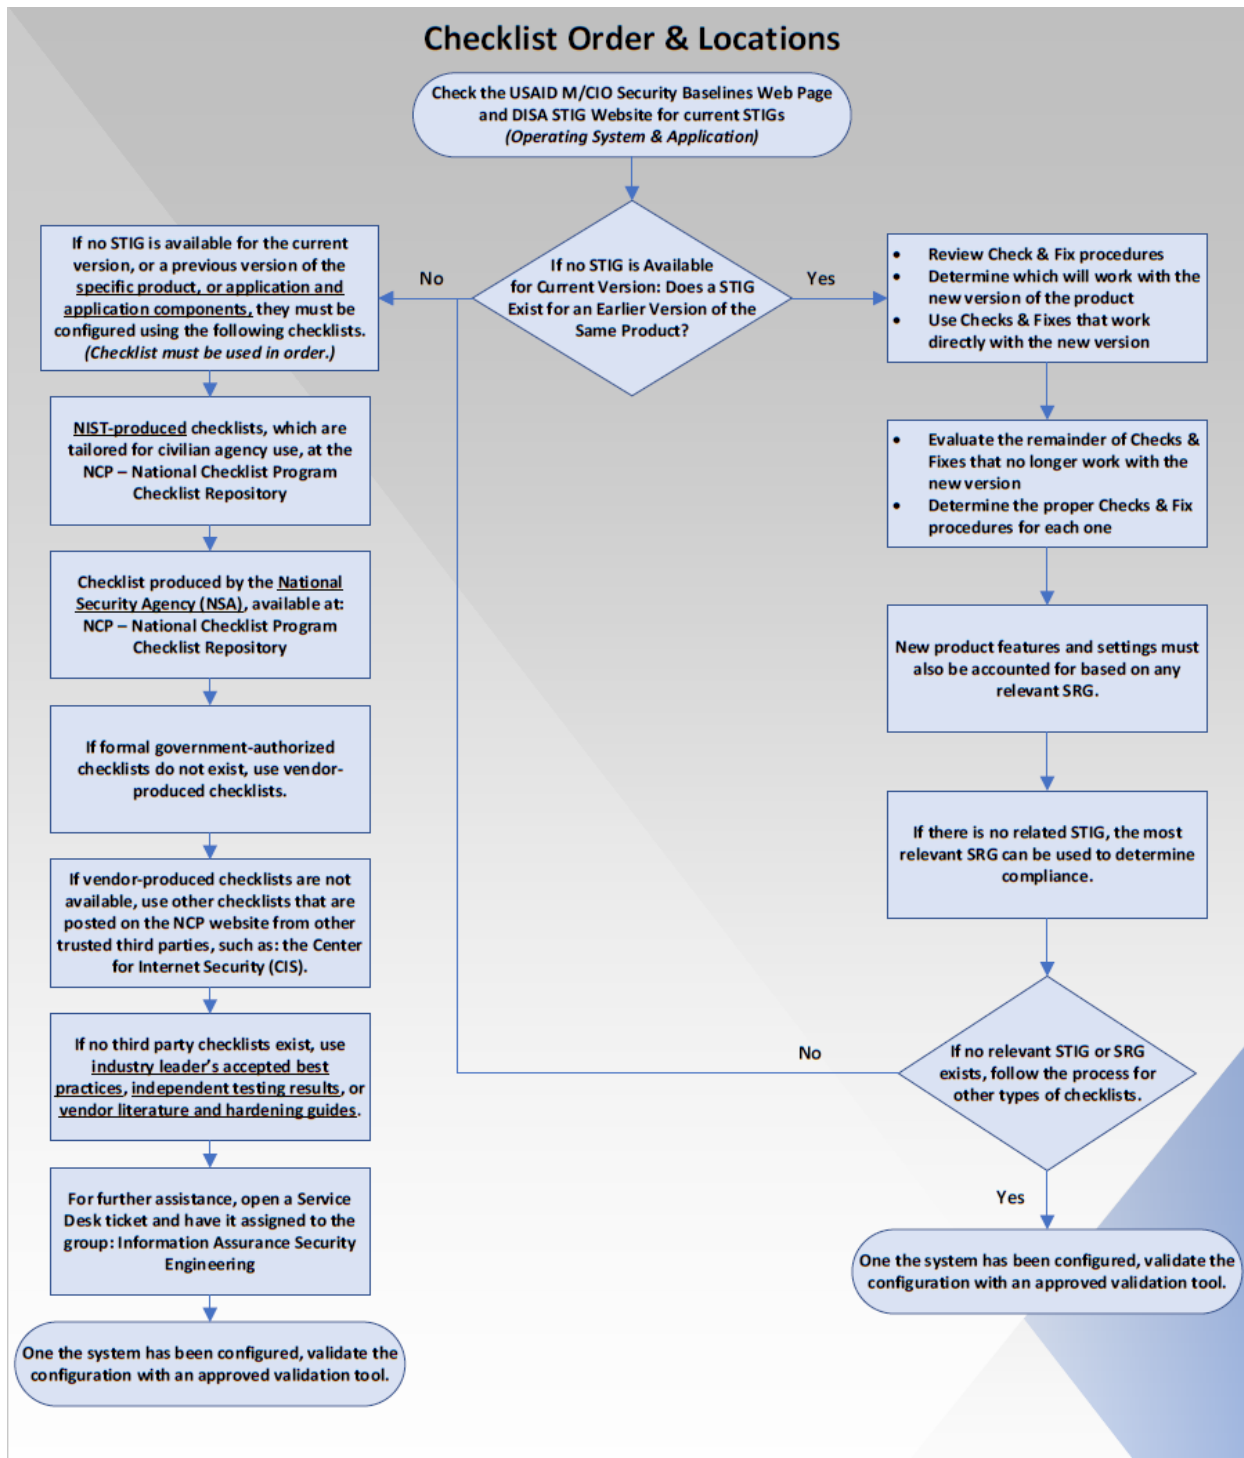 Checklist Order & Locations
Check the USAID M/CIO Security Baselines Web Page
and DISA STIG Website for current STIGs
(Operating System & Application)
If no STIG is Available
for Current Version: Does a STIG
Exist for an Earlier Version of the
Same Product?
No
Yes
If no STIG is available for the current
version, or a previous version of the
specific product, or application and
application components, they must be
configured using the following checklists.
(Checklist must be used in order.)
NIST-produced checklists, which are
tailored for civilian agency use, at the
NCP – National Checklist Program
Checklist Repository
Checklist produced by the National
Security Agency (NSA), available at:
NCP – National Checklist Program
Checklist Repository
If formal government-authorized
checklists do not exist, use vendor-
produced checklists.
If vendor-produced checklists are not
available, use other checklists that are
posted on the NCP website from other
trusted third parties, such as: the Center
for Internet Security (CIS).
If no third party checklists exist, use
industry leader's accepted best
practices, independent testing results, or
vendor literature and hardening guides.
For further assistance, open a Service
Desk ticket and have it assigned to the
group: Information Assurance Security
Engineering
One the system has been configured, validate the
configuration with an approved validation tool.
• Review Check & Fix procedures
• Determine which will work with the
new version of the product
• Use Checks & Fixes that work
directly with the new version
• Evaluate the remainder of Checks &
Fixes that no longer work with the
new version
• Determine the proper Checks & Fix
procedures for each one
New product features and settings must
also be accounted for based on any
relevant SRG.
If there is no related STIG, the most
relevant SRG can be used to determine
compliance.
If no relevant STIG or SRG
exists, follow the process for
other types of checklists.
No
Yes
One the system has been configured, validate the
configuration with an approved validation tool.